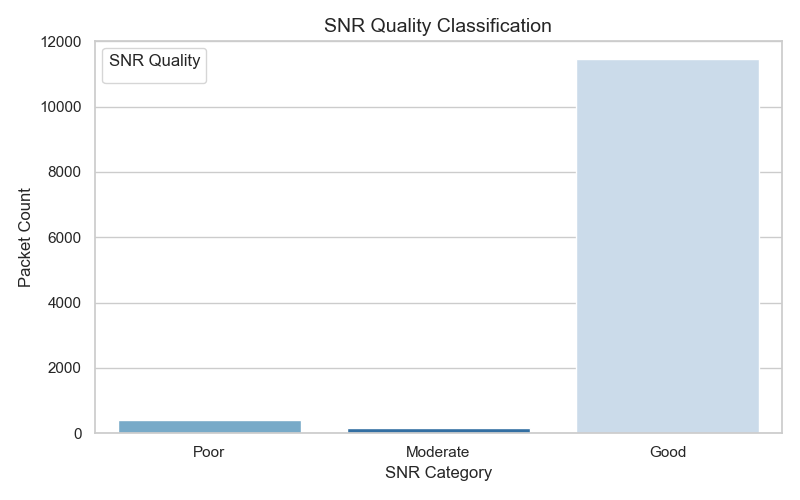 SNR Quality Classification
SNR Quality
12000
10000
8000
6000
4000
2000
0
Packet Count
Poor
Moderate
Good
SNR Category